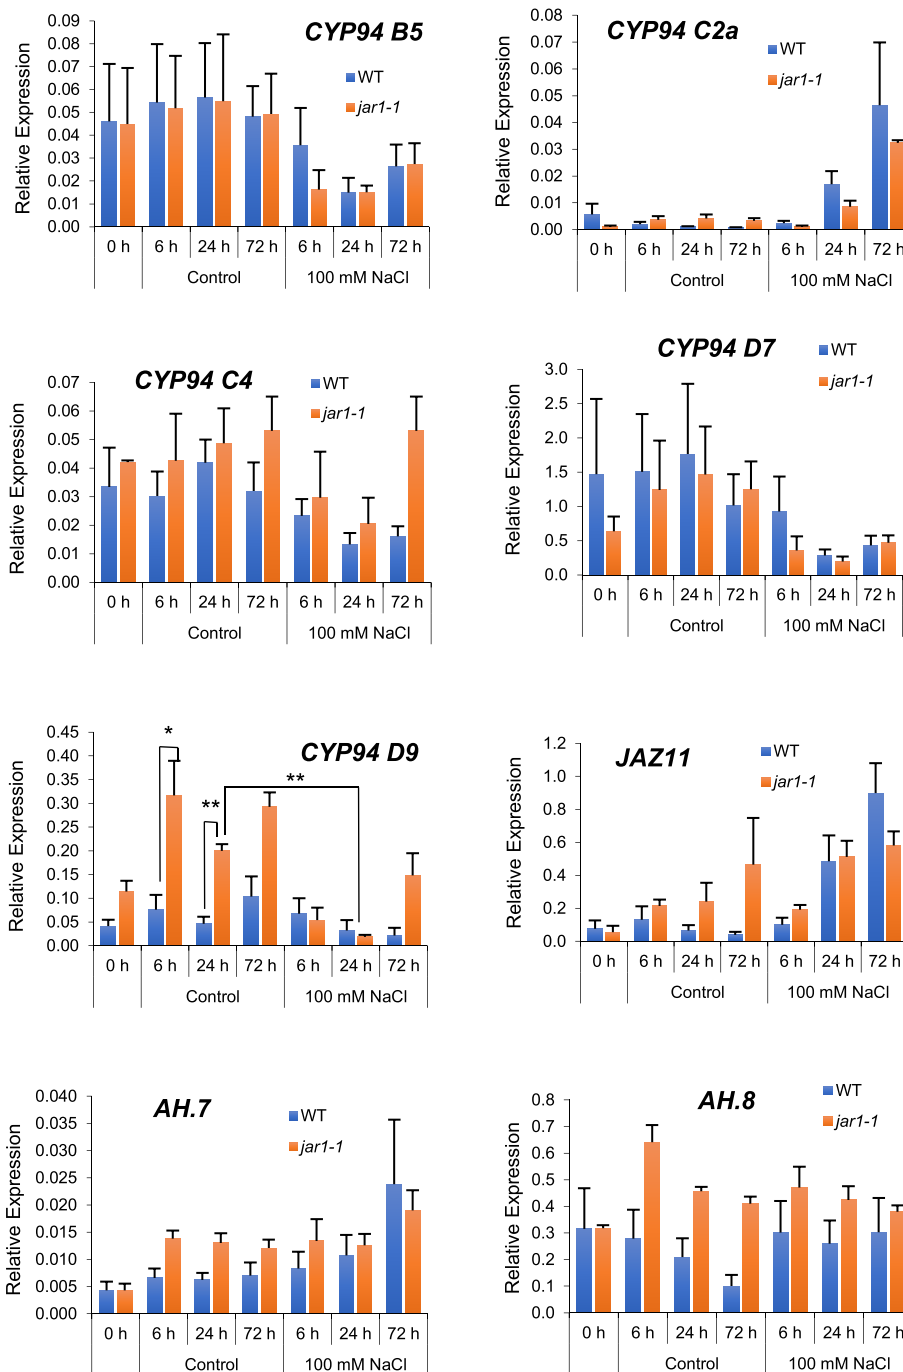 CYP94 B5
Relative Expression
0.09
0.08
0.07
0.06
0.05
0.04
0.03
0.02
0.01
0.00
WT
jar1-1
0 h 6 h 24 h 72 h 6 h 24 h 72 h
Control 100 mM NaCl
CYP94 C2a
Relative Expression
0.08
0.07
0.06
0.05
0.04
0.03
0.02
0.01
0.00
WT
jar1-1
0 h 6 h 24 h 72 h 6 h 24 h 72 h
Control 100 mM NaCl
CYP94 C4
Relative Expression
0.07
0.06
0.05
0.04
0.03
0.02
0.01
0.00
WT
jar1-1
0 h 6 h 24 h 72 h 6 h 24 h 72 h
Control 100 mM NaCl
CYP94 D7
Relative Expression
3.0
2.5
2.0
1.5
1.0
0.5
0.0
WT
jar1-1
0 h 6 h 24 h 72 h 6 h 24 h 72 h
Control 100 mM NaCl
CYP94 D9
Relative Expression
0.45
0.40
0.35
0.30
0.25
0.20
0.15
0.10
0.05
0.00
*
**
**
0 h 6 h 24 h 72 h 6 h 24 h 72 h
Control 100 mM NaCl
JAZ11
Relative Expression
1.2
1.0
0.8
0.6
0.4
0.2
0.0
WT
jar1-1
0 h 6 h 24 h 72 h 6 h 24 h 72 h
Control 100 mM NaCl
AH.7
Relative Expression
0.040
0.035
0.030
0.025
0.020
0.015
0.010
0.005
0.000
WT
jar1-1
0 h 6 h 24 h 72 h 6 h 24 h 72 h
Control 100 mM NaCl
AH.8
Relative Expression
0.8
0.7
0.6
0.5
0.4
0.3
0.2
0.1
0.0
WT
jar1-1
0 h 6 h 24 h 72 h 6 h 24 h 72 h
Control 100 mM NaCl